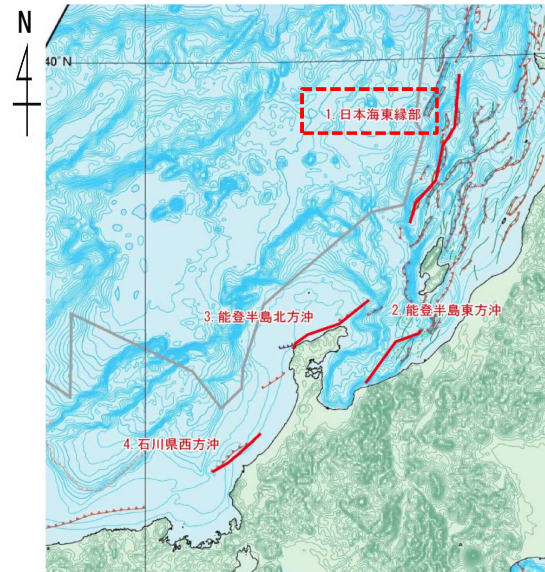 N
40°N
1. 日本海東縁部
2. 能登半島東方沖
3. 能登半島北方沖
4. 石川県西方沖